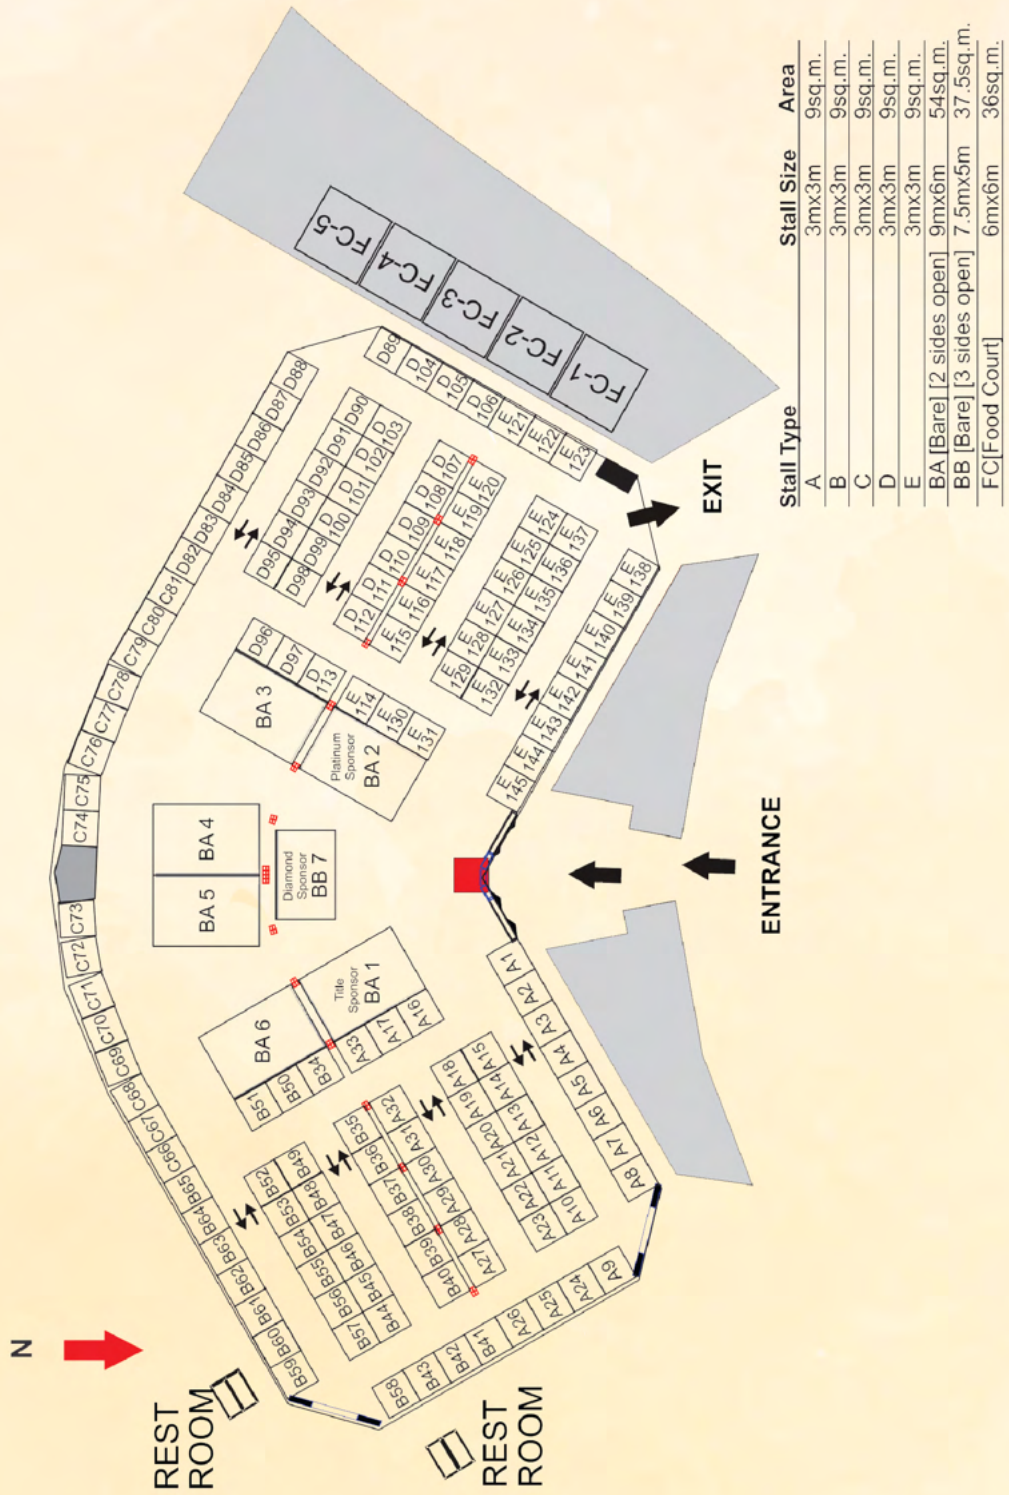 N
REST
ROOM
REST
ROOM
B59 B60 B61 B62 B63 B64 B65 C66 C67 C68 C69 C70 C71 C72 C73
C74 C75 C76 C77 C78 C79 C80 C81 D82 D83 D84 D85 D86 D87 D88
BA 5
BA 4
Diamond
Sponsor
BB 7
BA 6
Title
Sponsor
BA 1
BA 3
Platinum
Sponsor
BA 2
B51
B50
B34
A33
A17
A16
D96
D97
D
113
E
114
E
130
E
131
B57 B56 B55 B54 B53 B52
B44 B45 B46 B47 B48 B49
B40 B39 B38 B37 B36 B35
A27 A28 A29 A30 A31 A32
A23 A22 A21 A20 A19 A18
A10 A11 A12 A13 A14 A15
B58
B43
B42
B41
A26
A25
A24
A9
A8 A7 A6 A5 A4 A3 A2 A1
D95 D94 D93 D92 D91 D90
D98 D99 D 100 D 101 D 102 D 103
D 112 D 111 D 110 D 109 D 108 D 107
E 115 E 116 E 117 E 118 E 119 E 120
E 129 E 128 E 127 E 126 E 125 E 124
E 132 E 133 E 134 E 135 E 136 E 137
E 145 E 144 E 143 E 142 E 141 E 140 E 139 E 138
D89
D
104
D
105
D
106
E
121
E
122
E
123
FC-5
FC-4
FC-3
FC-2
FC-1
EXIT
ENTRANCE
Stall Type Stall Size Area
A 3mx3m 9sq.m.
B 3mx3m 9sq.m.
C 3mx3m 9sq.m.
D 3mx3m 9sq.m.
E 3mx3m 9sq.m.
BA [Bare] [2 sides open] 9mx6m 54sq.m.
BB [Bare] [3 sides open] 7.5mx5m 37.5sq.m.
FC[Food Court] 6mx6m 36sq.m.